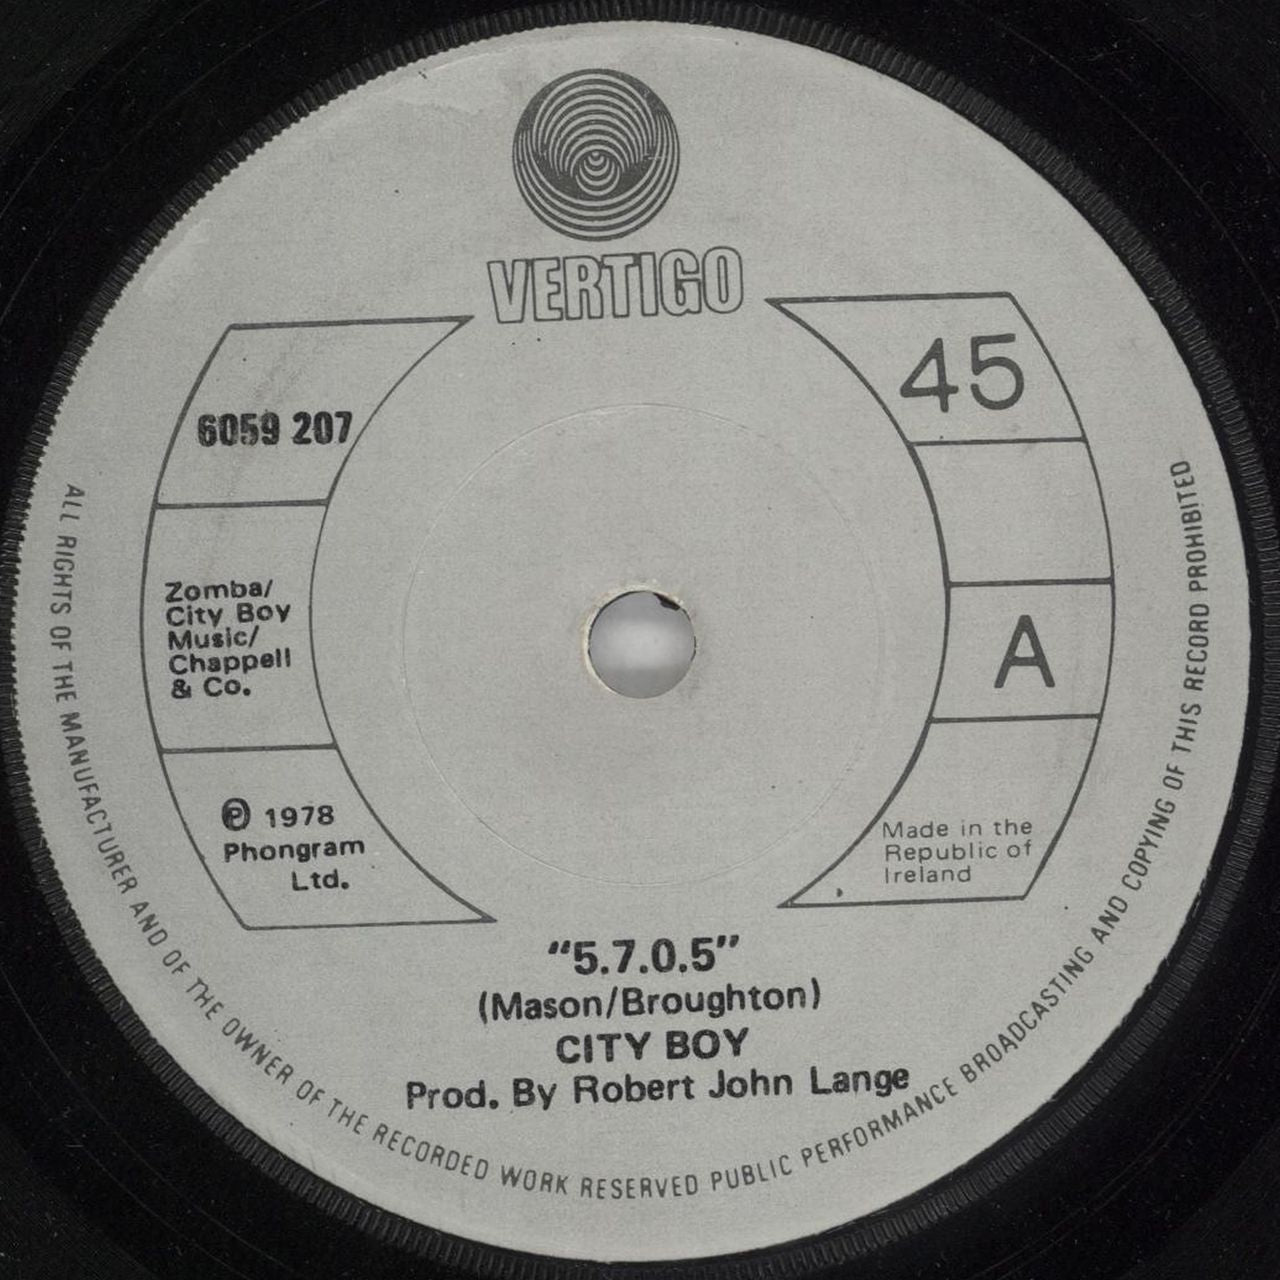 VERTIGO
6059 207
45
Zomba/
City Boy
Music/
Chappell
& Co.
A
℗ 1978
Phongram
Ltd.
Made in the
Republic of
Ireland
"5.7.0.5"
(Mason/Broughton)
CITY BOY
Prod. By Robert John Lange
ALL RIGHTS OF THE MANUFACTURER AND OF THE OWNER OF THE RECORDED WORK RESERVED PUBLIC PERFORMANCE BROADCASTING AND COPYING OF THIS RECORD PROHIBITED